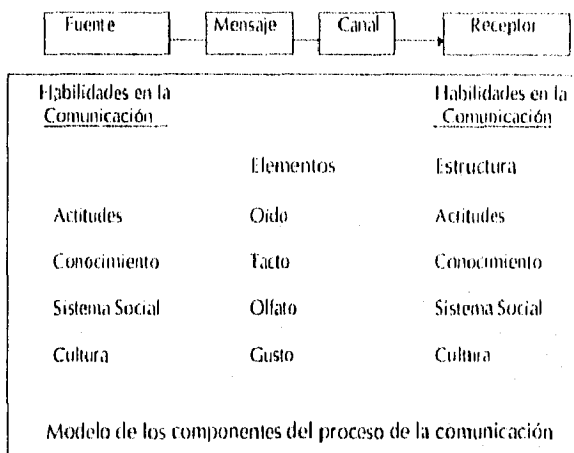 Fuente Mensaje Canal Receptor
Habilidades en la Habilidades en la
Comunicación Comunicación
Elementos Estructura
Actitudes Oido Actitudes
Conocimiento Tacto Conocimiento
Sistema Social Olfato Sistema Social
Cultura Gusto Cultura
Modelo de los componentes del proceso de la comunicación